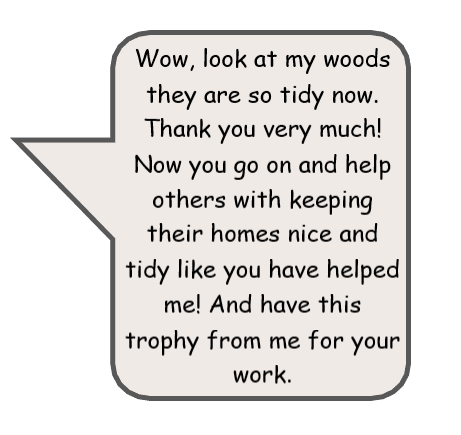 Wow, look at my woods
they are so tidy now.
Thank you very much!
Now you go on and help
others with keeping
their homes nice and
tidy like you have helped
me! And have this
trophy from me for your
work.